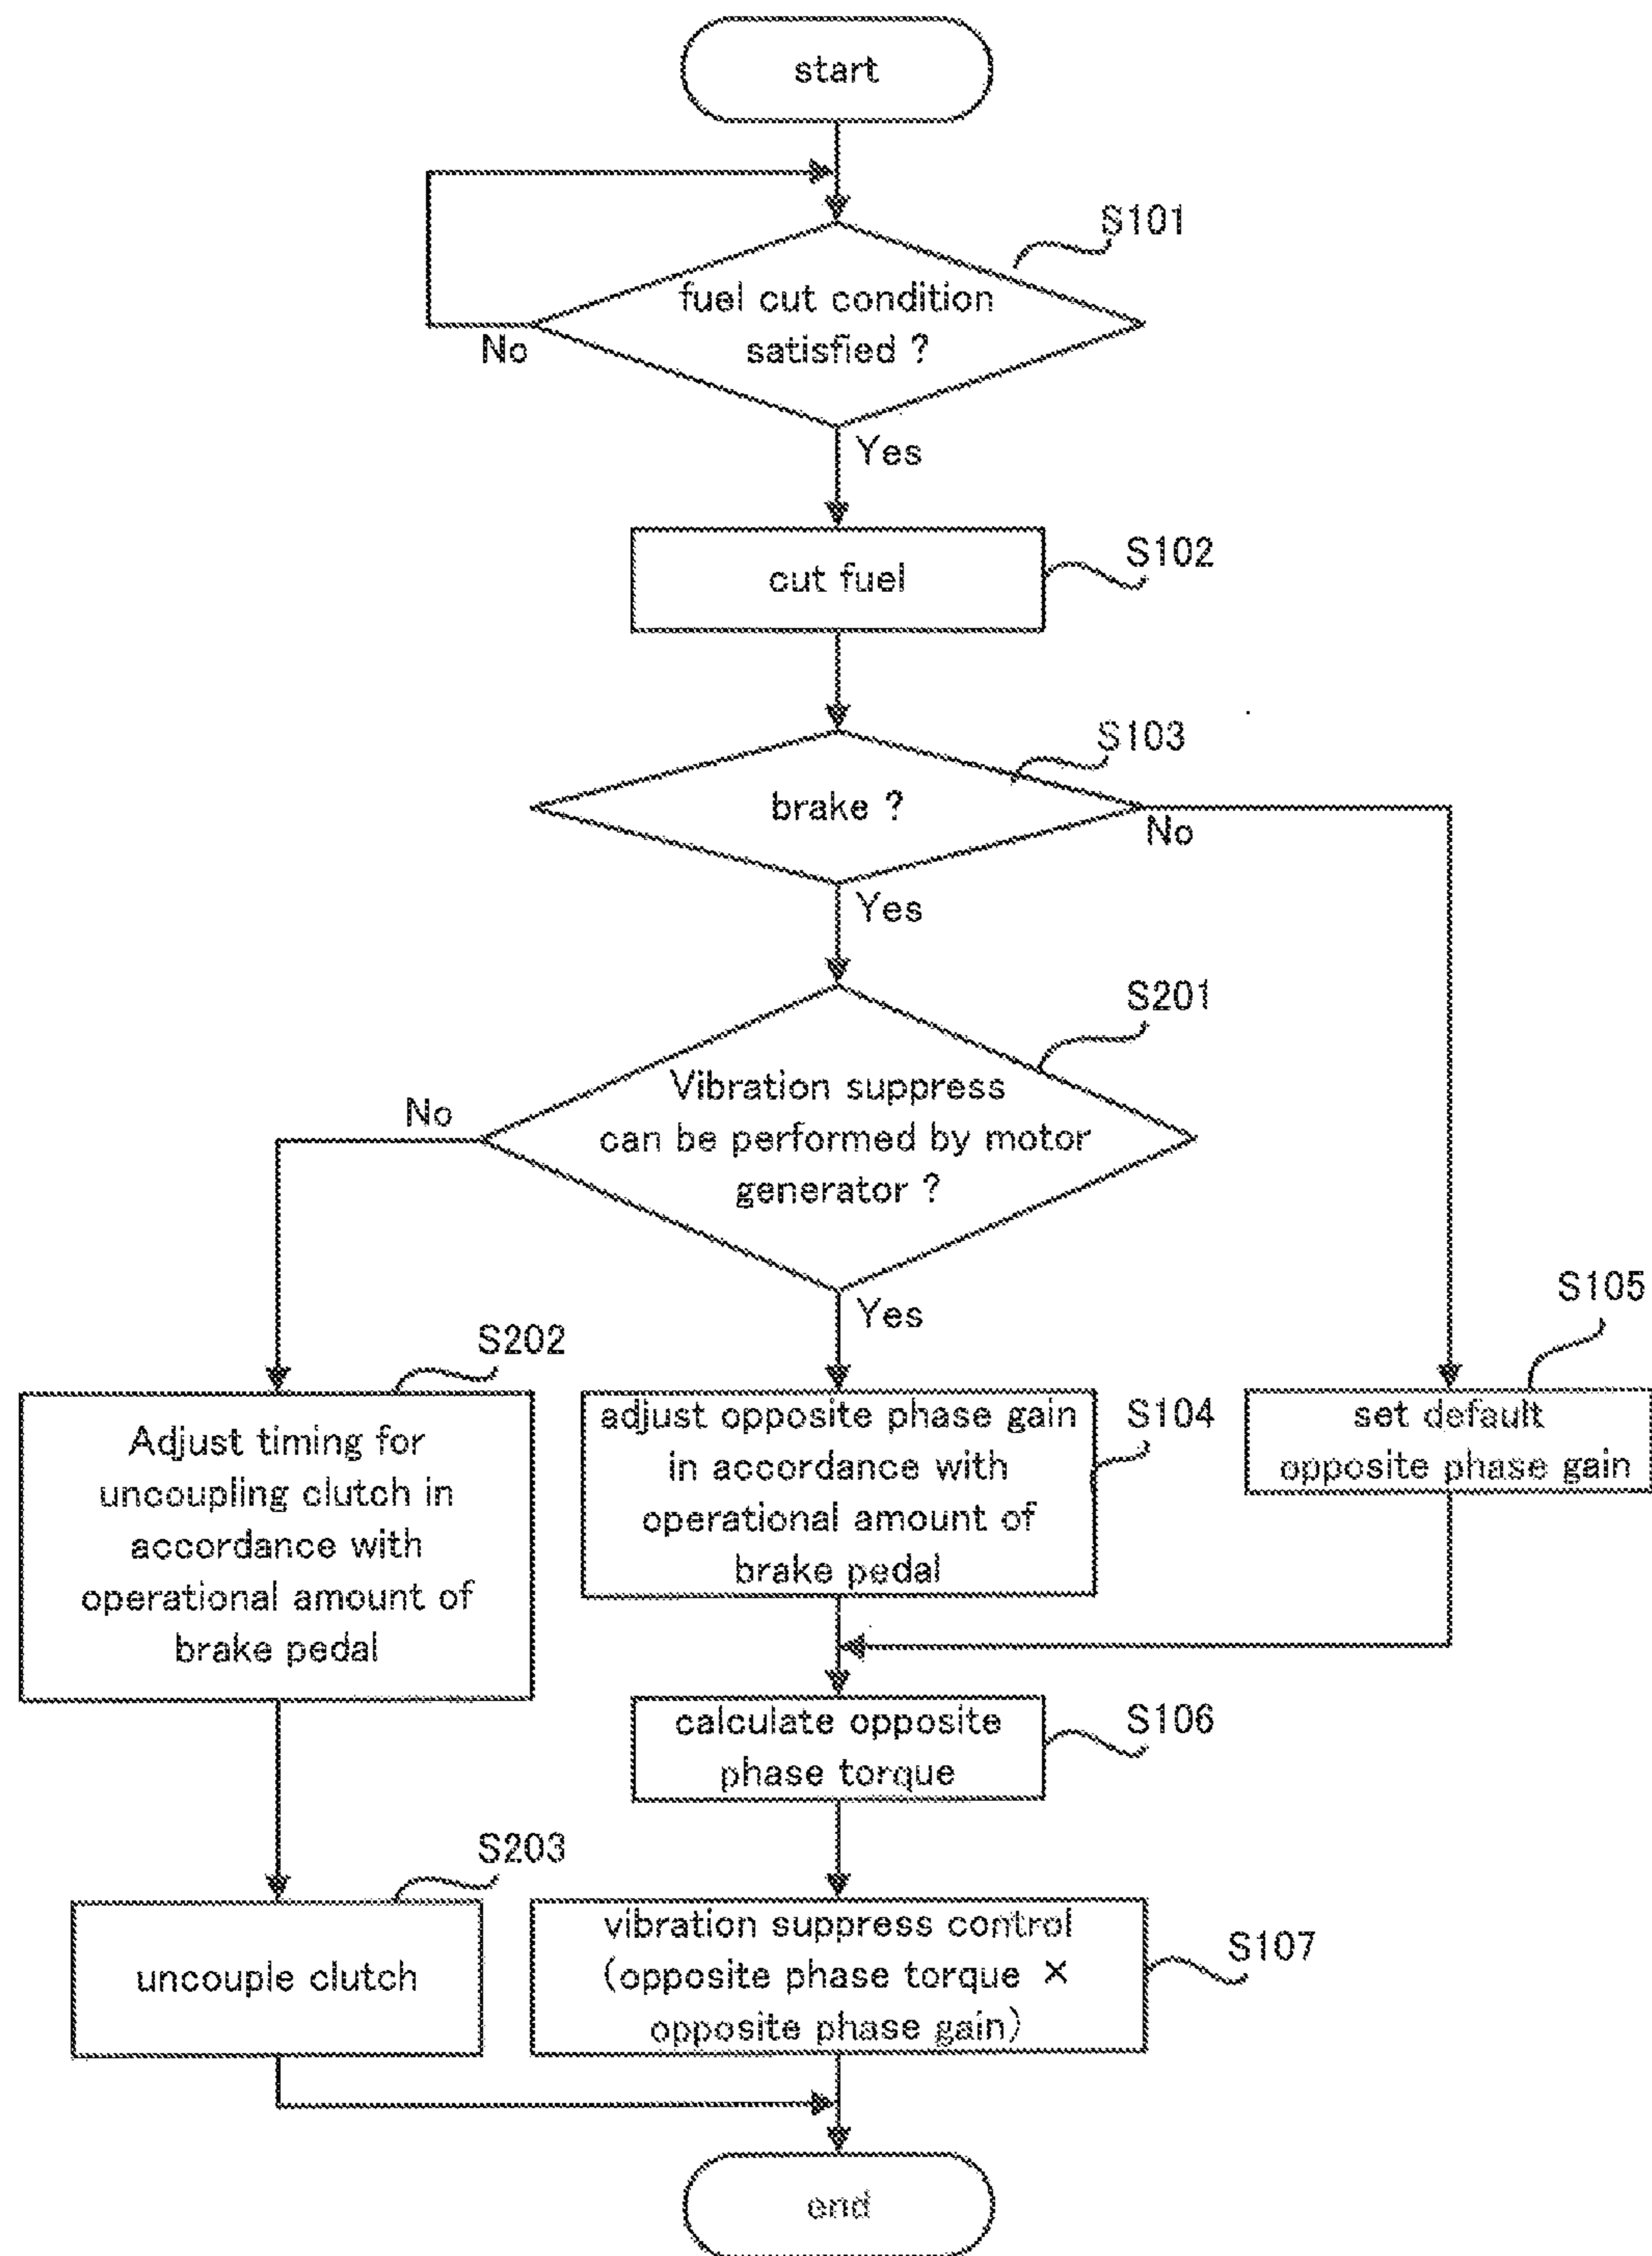 start
S101
fuel cut condition
satisfied ?
No
Yes
S102
cut fuel
S103
brake ?
No
Yes
S201
Vibration suppress
can be performed by motor
generator ?
No
Yes
S105
S202
S104
Adjust timing for
uncoupling clutch in
accordance with
operational amount of
brake pedal
adjust opposite phase gain
in accordance with
operational amount of
brake pedal
set default
opposite phase gain
S106
calculate opposite
phase torque
S203
uncouple clutch
vibration suppress control
(opposite phase torque ×
opposite phase gain)
S107
end